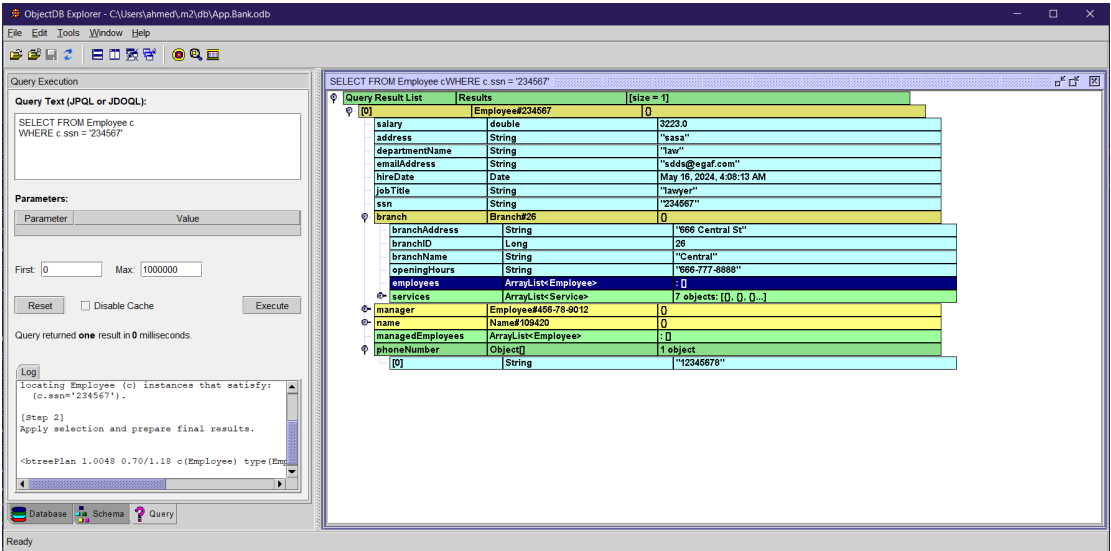 ObjectDB Explorer - C:\Users\ahmed\.m2\db\App.Bank.odb
File Edit Tools Window Help
Query Execution
Query Text (JPQL or JDOQL):
SELECT FROM Employee c
WHERE c.ssn = '234567'
Parameters:
Parameter Value
First: 0 Max: 1000000
Reset Disable Cache Execute
Query returned one result in 0 milliseconds.
Log
locating Employee (c) instances that satisfy:
(c.ssn='234567').
[Step 2]
Apply selection and prepare final results.
<btreePlan 1.0048 0.70/1.18 c(Employee) type(Emp
Database Schema Query
Ready
SELECT FROM Employee cWHERE c.ssn = '234567'
Query Result List Results [size = 1]
[0] Employee#234567 {}
salary double 3223.0
address String "sasa"
departmentName String "law"
emailAddress String "sdds@egaf.com"
hireDate Date May 16, 2024, 4:08:13 AM
jobTitle String "lawyer"
ssn String "234567"
branch Branch#26 {}
branchAddress String "666 Central St"
branchID Long 26
branchName String "Central"
openingHours String "666-777-8888"
employees ArrayList<Employee> : []
services ArrayList<Service> 7 objects: [{}, {}, {}...]
manager Employee#456-78-9012 {}
name Name#109420 {}
managedEmployees ArrayList<Employee> : []
phoneNumber Object[] 1 object
[0] String "12345678"